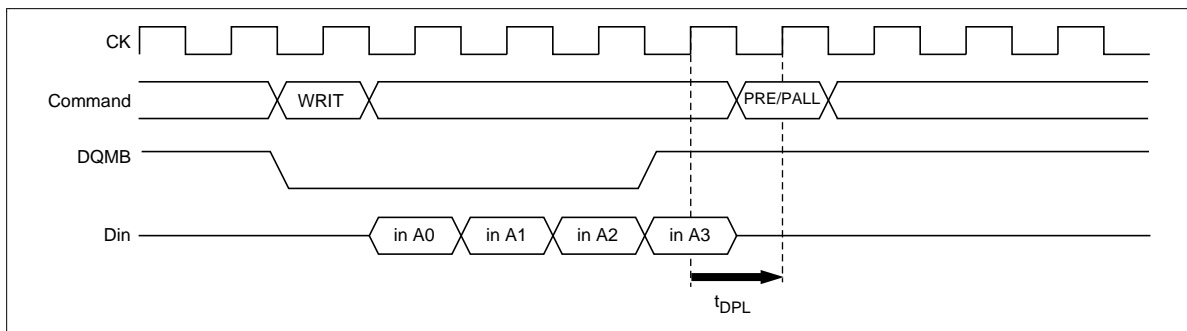 CK
Command WRIT PRE/PALL
DQMB
Din in A0 in A1 in A2 in A3
tDPL